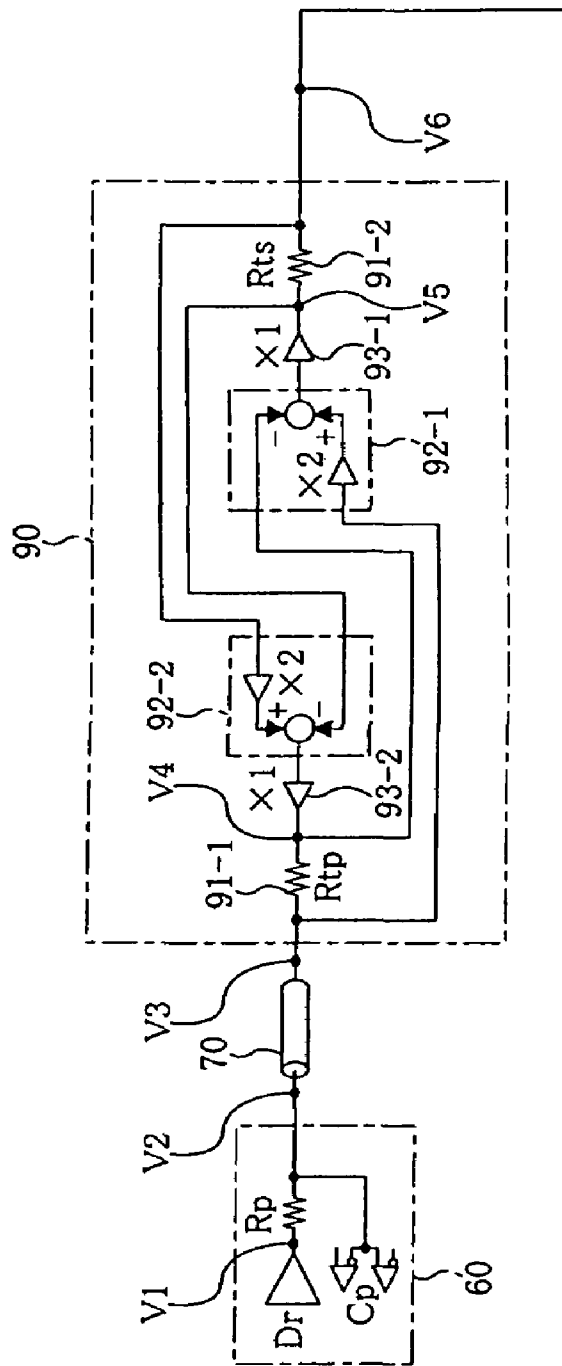 90
92-2
×2
+
−
V4
×1
93-2
91-1
Rtp
V3
70
V2
V1
Rp
Dr
Cp
60
×1
93-1
−
+
×2
92-1
Rts
91-2
V5
V6